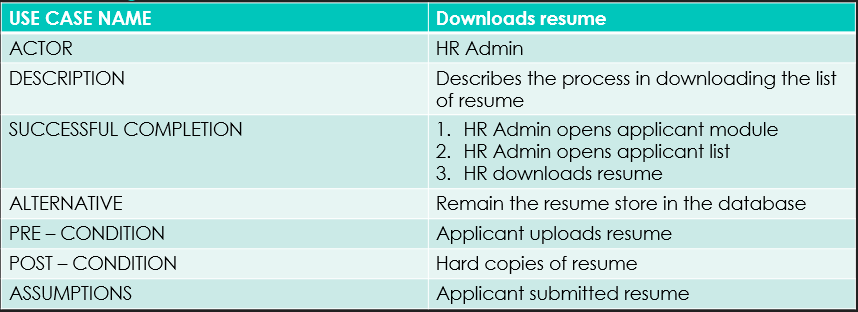 USE CASE NAME Downloads resume
ACTOR HR Admin
DESCRIPTION Describes the process in downloading the list
of resume
SUCCESSFUL COMPLETION 1. HR Admin opens applicant module
2. HR Admin opens applicant list
3. HR downloads resume
ALTERNATIVE Remain the resume store in the database
PRE – CONDITION Applicant uploads resume
POST – CONDITION Hard copies of resume
ASSUMPTIONS Applicant submitted resume